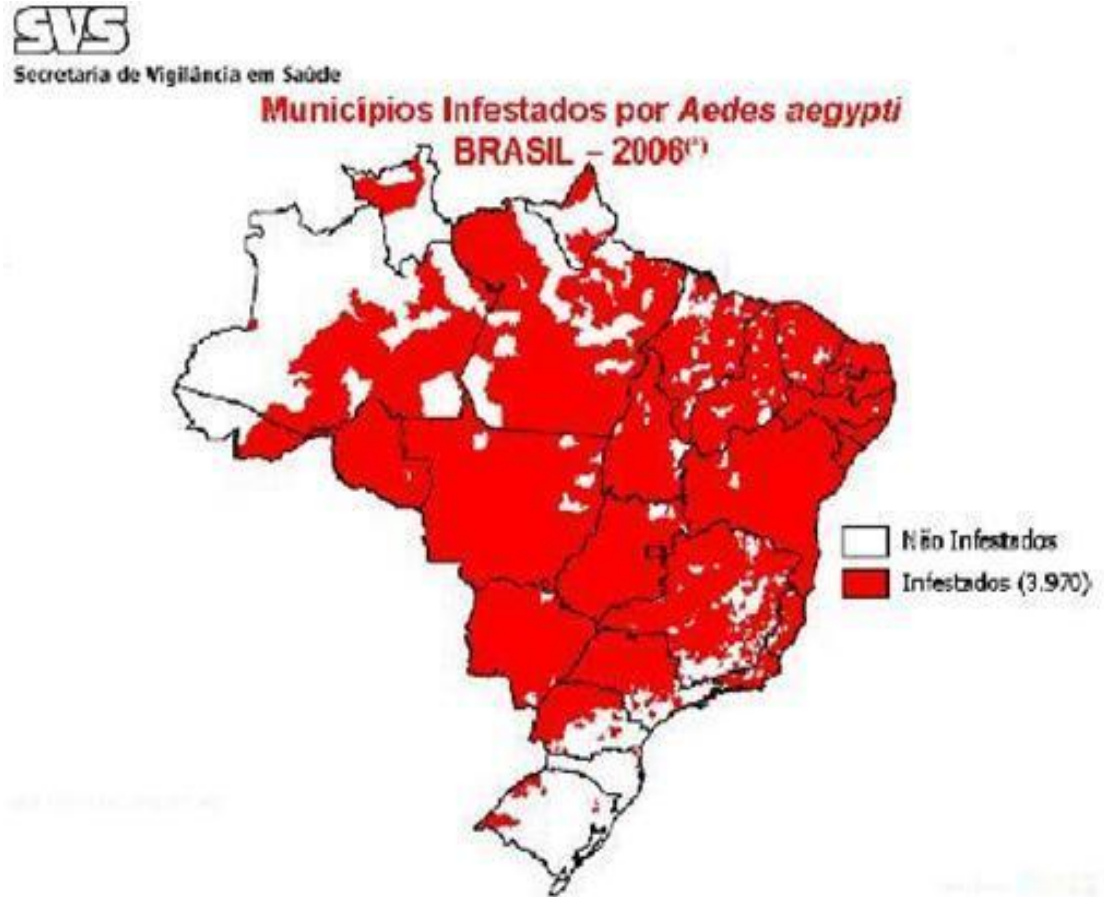 SVS
Secretaria de Vigilância em Saúde
Municípios Infestados por Aedes aegypti
BRASIL – 2006(*)
Não Infestados
Infestados (3.970)